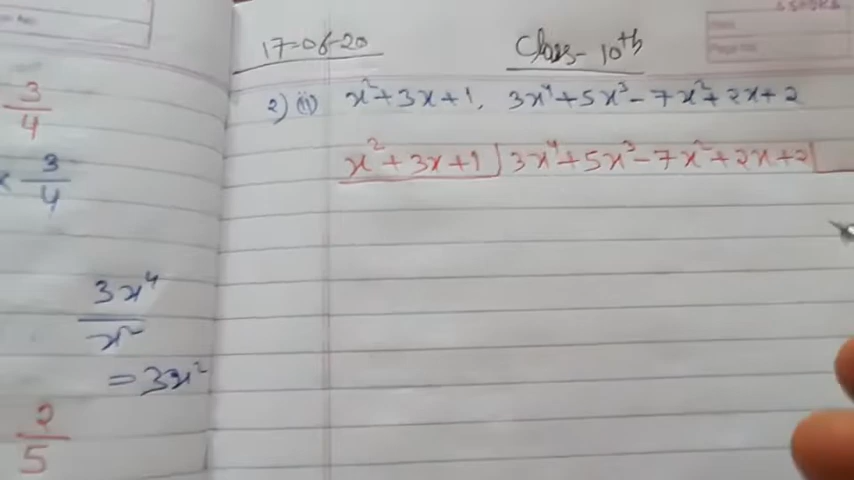 3
4
× 3
4
3x⁴
x²
= 3x²
2
5
17-06-20
Class- 10th
2) (ii) x²+3x+1, 3x⁴+5x³-7x²+2x+2
x²+3x+1 ) 3x⁴+5x³-7x²+2x+2 (